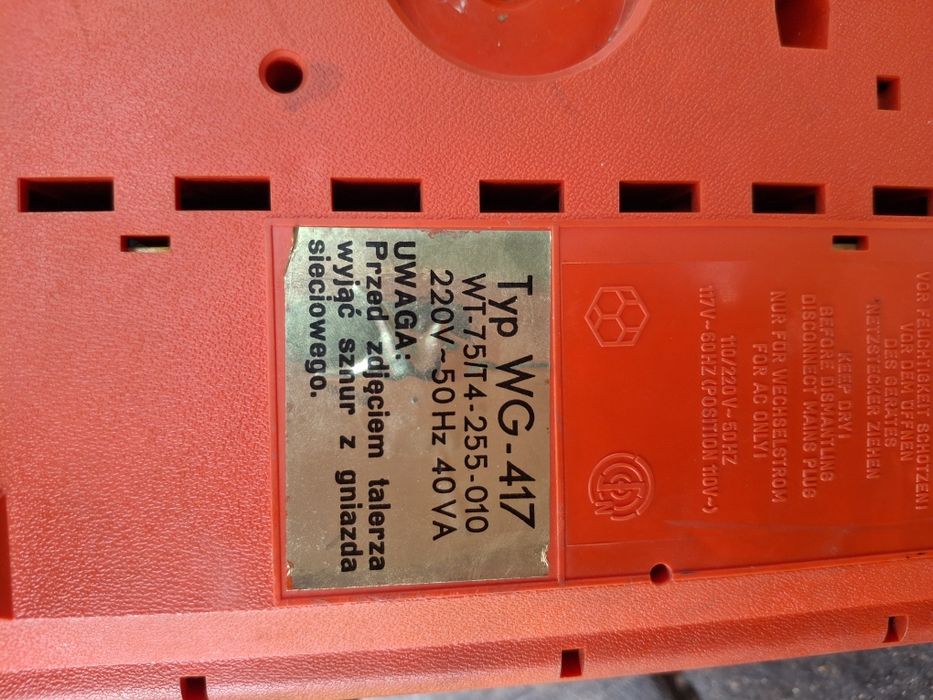 Typ WG-417
WT-75/T4-255-010
220V~50Hz 40VA
UWAGA:
Przed zdjęciem talerza
wyjąć sznur z gniazda
sieciowego.
VOR FEUCHTIGKEIT SCHÜTZEN
VOR DEM ÖFFNEN
DES GERÄTES
NETZSTECKER ZIEHEN
KEEP DRY!
BEFORE DISMANTLING
DISCONNECT MAINS PLUG
NUR FÜR WECHSELSTROM
FOR AC ONLY!
110/220V~50HZ
117V~60HZ (POSITION 110V~)